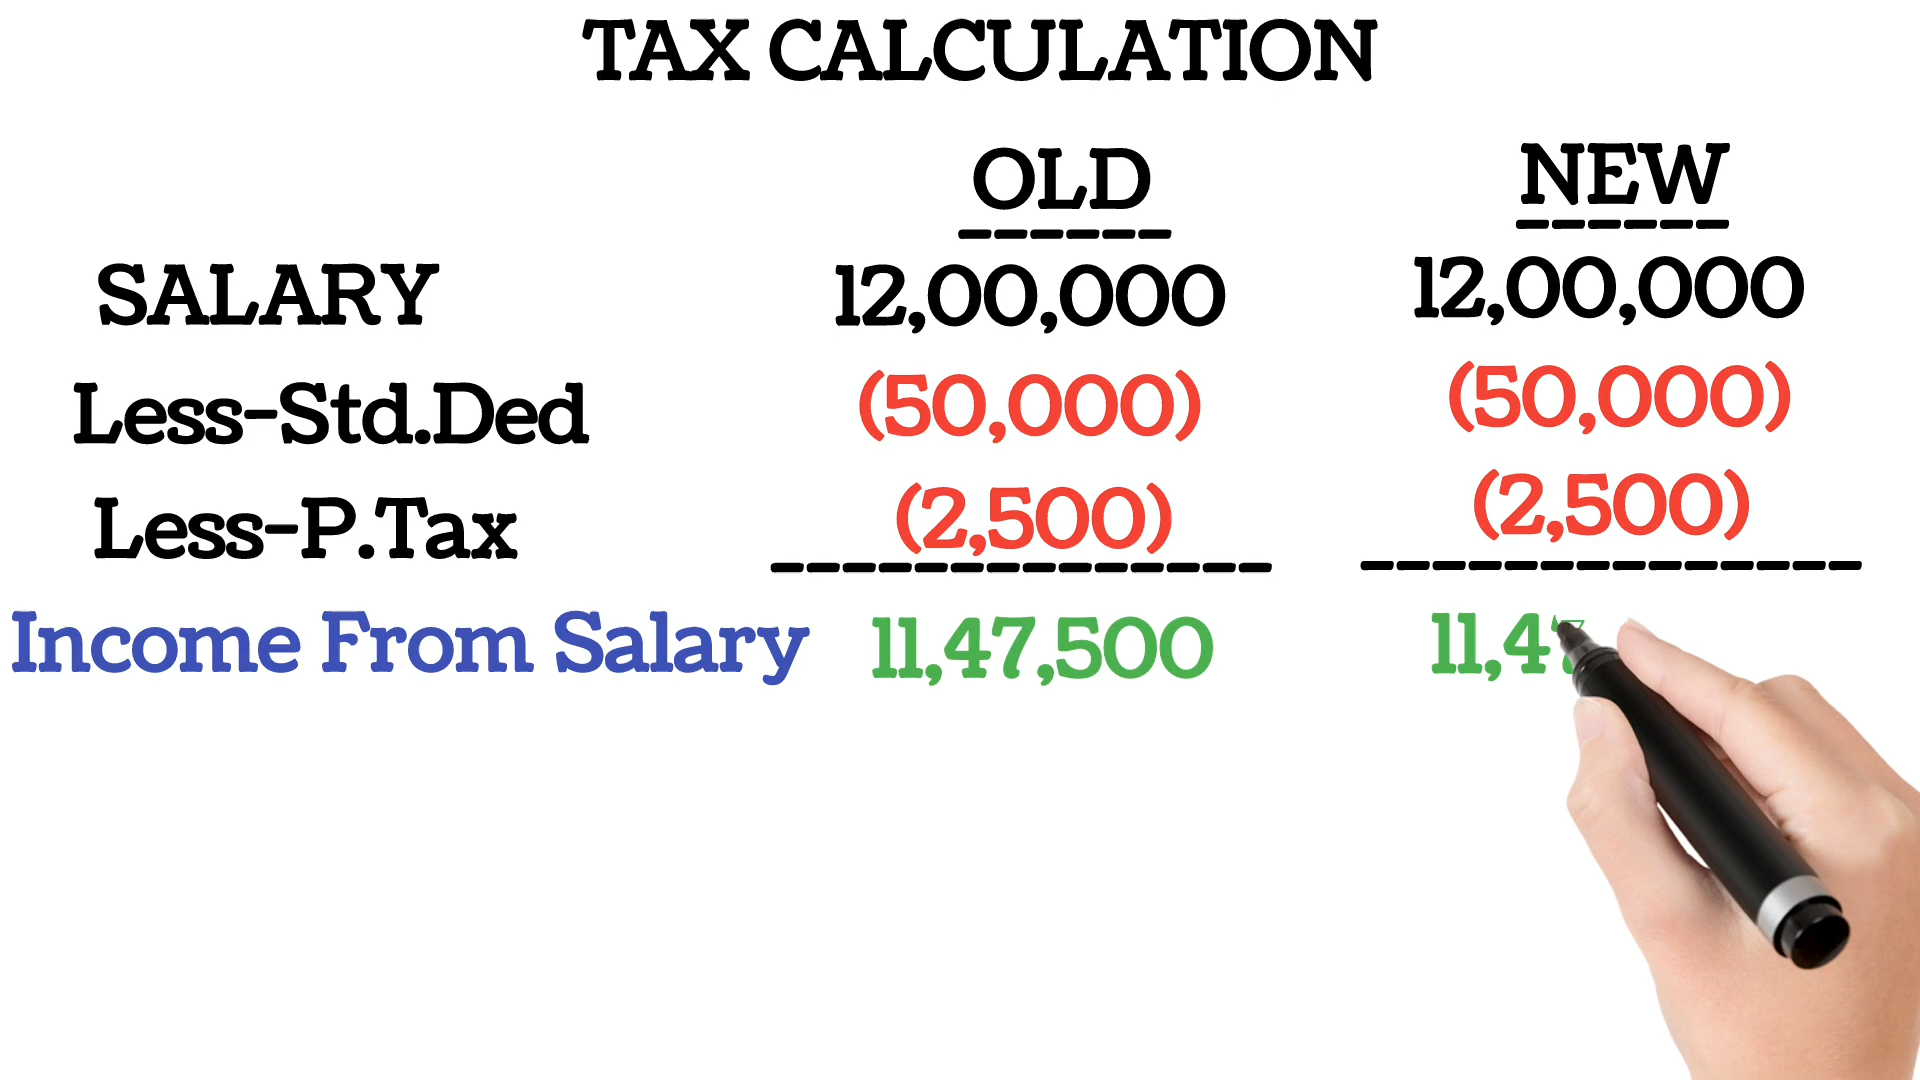 TAX CALCULATION
OLD NEW
SALARY 12,00,000 12,00,000
Less-Std.Ded (50,000) (50,000)
Less-P.Tax (2,500) (2,500)
Income From Salary 11,47,500 11,47